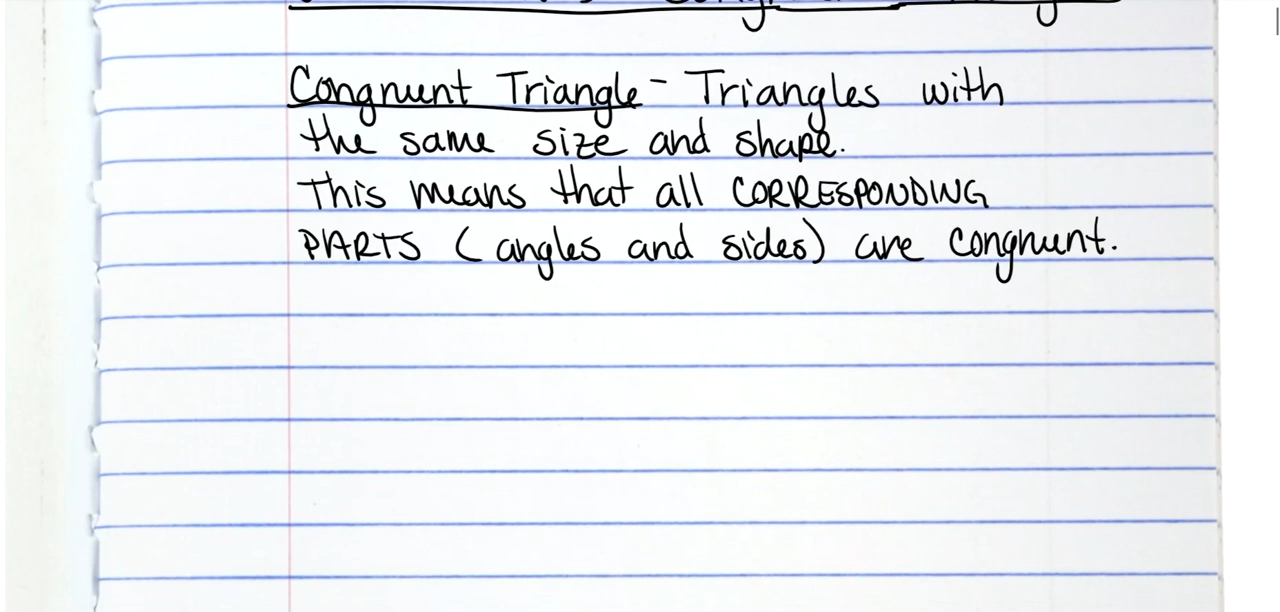 Congruent Triangle - Triangles with
the same size and shape.
This means that all CORRESPONDING
PARTS (angles and sides) are congruent.